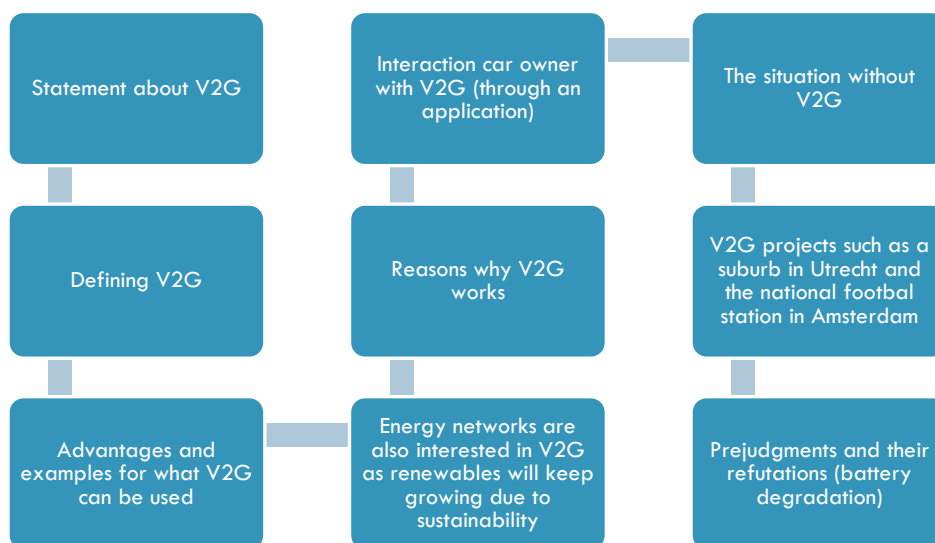 Statement about V2G
Defining V2G
Advantages and
examples for what V2G
can be used
Energy networks are
also interested in V2G
as renewables will keep
growing due to
sustainability
Reasons why V2G
works
Interaction car owner
with V2G (through an
application)
The situation without
V2G
V2G projects such as a
suburb in Utrecht and
the national footbal
station in Amsterdam
Prejudgments and their
refutations (battery
degradation)